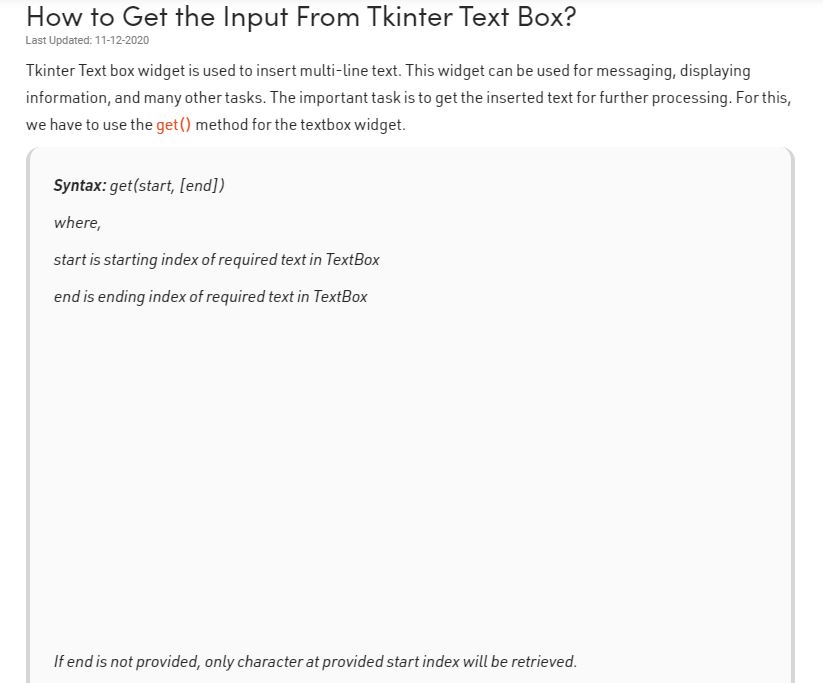 How to Get the Input From Tkinter Text Box?
Last Updated: 11-12-2020
Tkinter Text box widget is used to insert multi-line text. This widget can be used for messaging, displaying
information, and many other tasks. The important task is to get the inserted text for further processing. For this,
we have to use the get() method for the textbox widget.
Syntax: get(start, [end])
where,
start is starting index of required text in TextBox
end is ending index of required text in TextBox
If end is not provided, only character at provided start index will be retrieved.